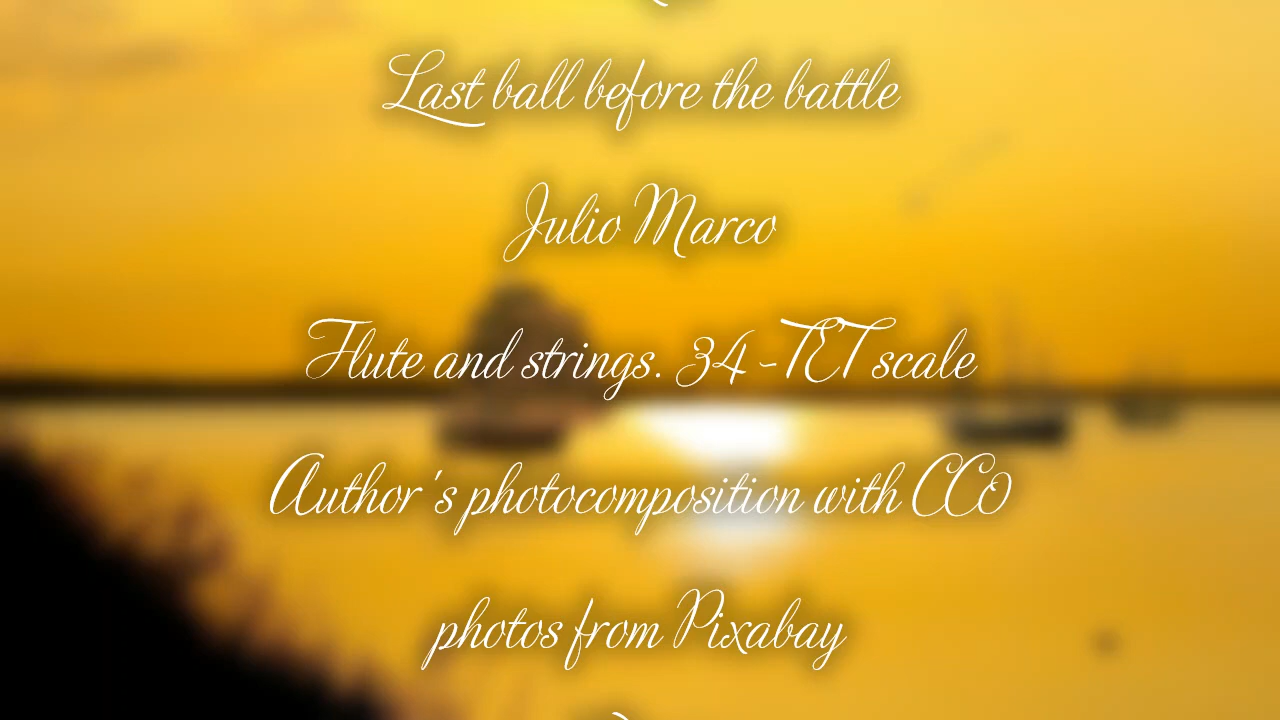 Last ball before the battle
Julio Marco
Flute and strings. 34-TET scale
Author's photocomposition with CC0
photos from Pixabay